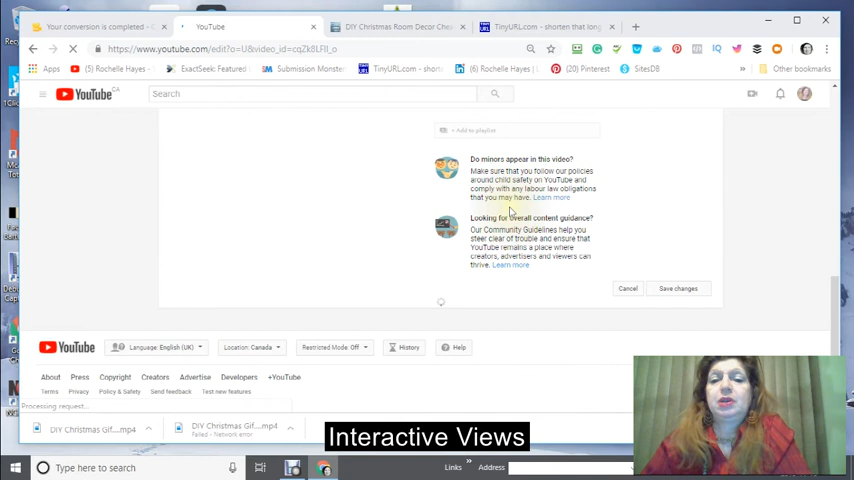 Your conversion is completed -
YouTube
DIY Christmas Room Decor Chea
TinyURL.com - shorten that long
https://www.youtube.com/edit?o=U&video_id=cqZk8LFII_o
Apps
(5) Rochelle Hayes -
ExactSeek: Featured
Submission Monster
TinyURL.com - shorte
(6) Rochelle Hayes
(20) Pinterest
SitesDB
Other bookmarks
YouTube CA
Search
+ Add to playlist
Do minors appear in this video?
Make sure that you follow our policies
around child safety on YouTube and
comply with any labour law obligations
that you may have. Learn more
Looking for overall content guidance?
Our Community Guidelines help you
steer clear of trouble and ensure that
YouTube remains a place where
creators, advertisers and viewers can
thrive. Learn more
Cancel
Save changes
YouTube
Language: English (UK)
Location: Canada
Restricted Mode: Off
History
Help
About Press Copyright Creators Advertise Developers +YouTube
Terms Privacy Policy & Safety Send feedback Test new features
Processing request...
DIY Christmas Gif....mp4
DIY Christmas Gif....mp4
Failed - Network error
Interactive Views
Type here to search
Links
Address